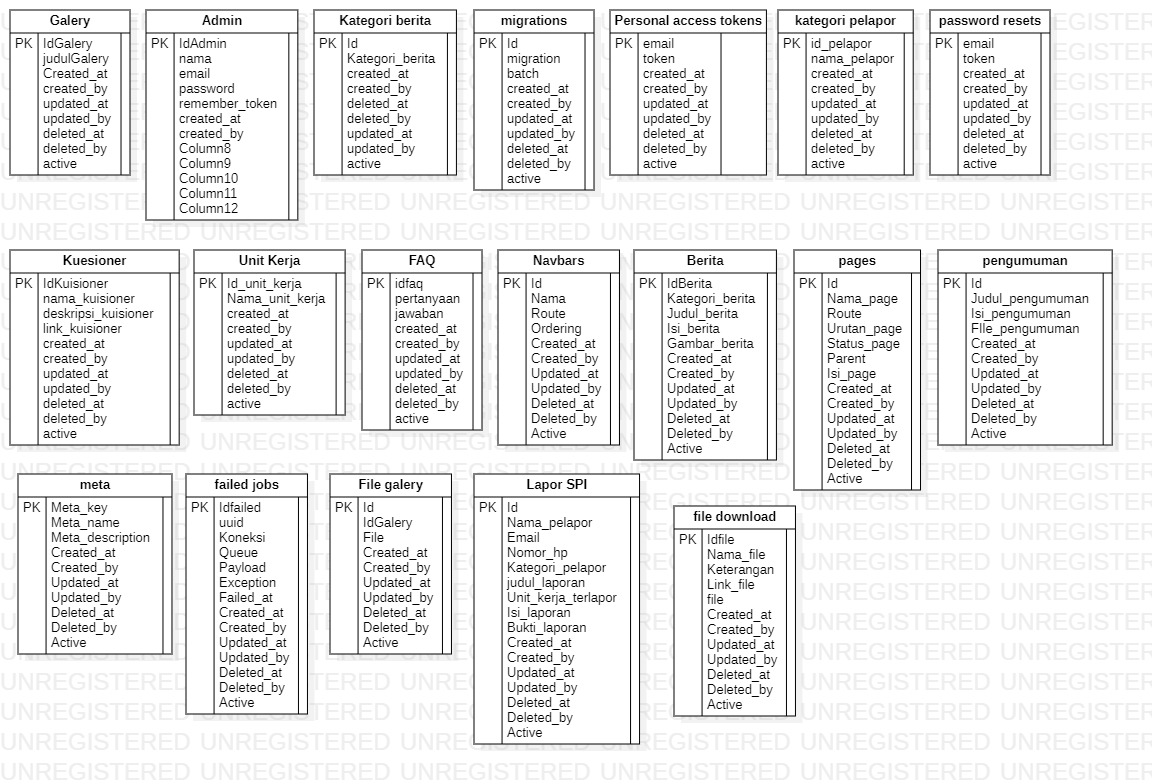 Galery
PK IdGalery
judulGalery
Created_at
created_by
updated_at
updated_by
deleted_at
deleted_by
active
Admin
PK IdAdmin
nama
email
password
remember_token
created_at
created_by
Column8
Column9
Column10
Column11
Column12
Kategori berita
PK Id
Kategori_berita
created_at
created_by
deleted_at
deleted_by
updated_at
updated_by
active
migrations
PK Id
migration
batch
created_at
created_by
updated_at
updated_by
deleted_at
deleted_by
active
Personal access tokens
PK email
token
created_at
created_by
updated_at
updated_by
deleted_at
deleted_by
active
kategori pelapor
PK id_pelapor
nama_pelapor
created_at
created_by
updated_at
updated_by
deleted_at
deleted_by
active
password resets
PK email
token
created_at
created_by
updated_at
updated_by
deleted_at
deleted_by
active
Kuesioner
PK IdKuisioner
nama_kuisioner
deskripsi_kuisioner
link_kuisioner
created_at
created_by
updated_at
updated_by
deleted_at
deleted_by
active
Unit Kerja
PK Id_unit_kerja
Nama_unit_kerja
created_at
created_by
updated_at
updated_by
deleted_at
deleted_by
active
FAQ
PK idfaq
pertanyaan
jawaban
created_at
created_by
updated_at
updated_by
deleted_at
deleted_by
active
Navbars
PK Id
Nama
Route
Ordering
Created_at
Created_by
Updated_at
Updated_by
Deleted_at
Deleted_by
Active
Berita
PK IdBerita
Kategori_berita
Judul_berita
Isi_berita
Gambar_berita
Created_at
Created_by
Updated_at
Updated_by
Deleted_at
Deleted_by
Active
pages
PK Id
Nama_page
Route
Urutan_page
Status_page
Parent
Isi_page
Created_at
Created_by
Updated_at
Updated_by
Deleted_at
Deleted_by
Active
pengumuman
PK Id
Judul_pengumuman
Isi_pengumuman
FIle_pengumuman
Created_at
Created_by
Updated_at
Updated_by
Deleted_at
Deleted_by
Active
meta
PK Meta_key
Meta_name
Meta_description
Created_at
Created_by
Updated_at
Updated_by
Deleted_at
Deleted_by
Active
failed jobs
PK Idfailed
uuid
Koneksi
Queue
Payload
Exception
Failed_at
Created_at
Created_by
Updated_at
Updated_by
Deleted_at
Deleted_by
Active
File galery
PK Id
IdGalery
File
Created_at
Created_by
Updated_at
Updated_by
Deleted_at
Deleted_by
Active
Lapor SPI
PK Id
Nama_pelapor
Email
Nomor_hp
Kategori_pelapor
judul_laporan
Unit_kerja_terlapor
Isi_laporan
Bukti_laporan
Created_at
Created_by
Updated_at
Updated_by
Deleted_at
Deleted_by
Active
file download
PK Idfile
Nama_file
Keterangan
Link_file
file
Created_at
Created_by
Updated_at
Updated_by
Deleted_at
Deleted_by
Active
UNREGISTERED UNREGISTERED UNREGISTERED UNREGISTERED UNREGISTERED UNREGISTERED